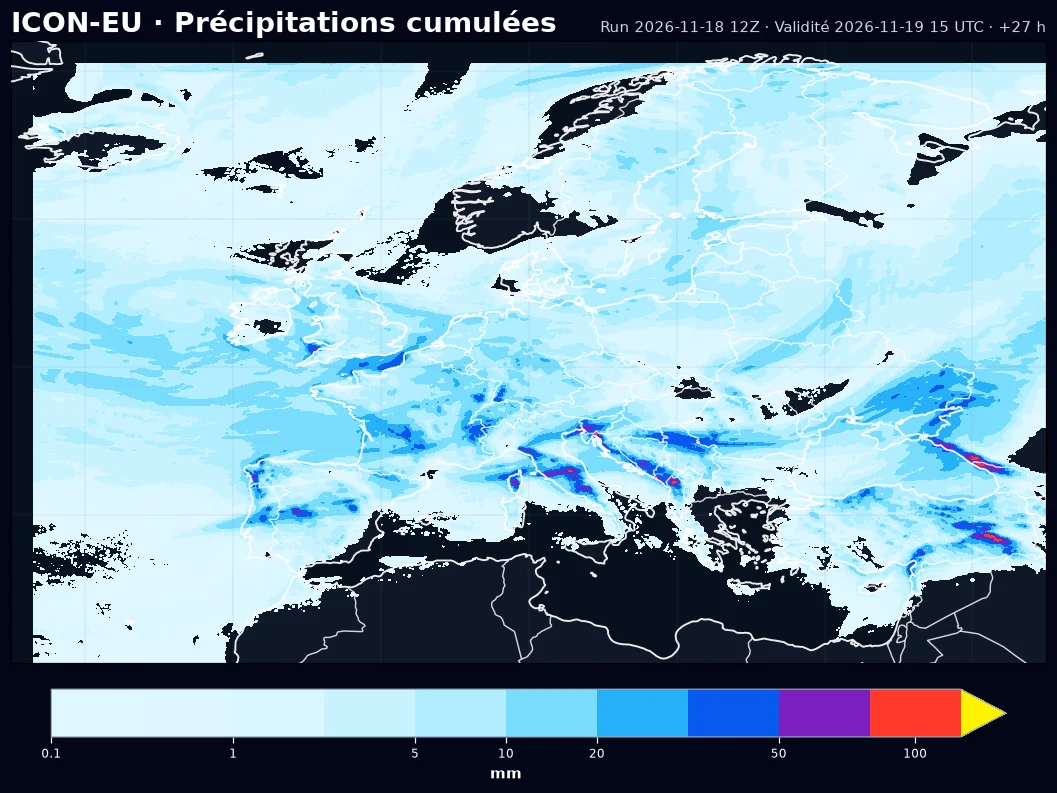 ICON-EU · Précipitations cumulées
Run 2026-11-18 12Z · Validité 2026-11-19 15 UTC · +27 h
0.1 1 5 10 20 50 100
mm